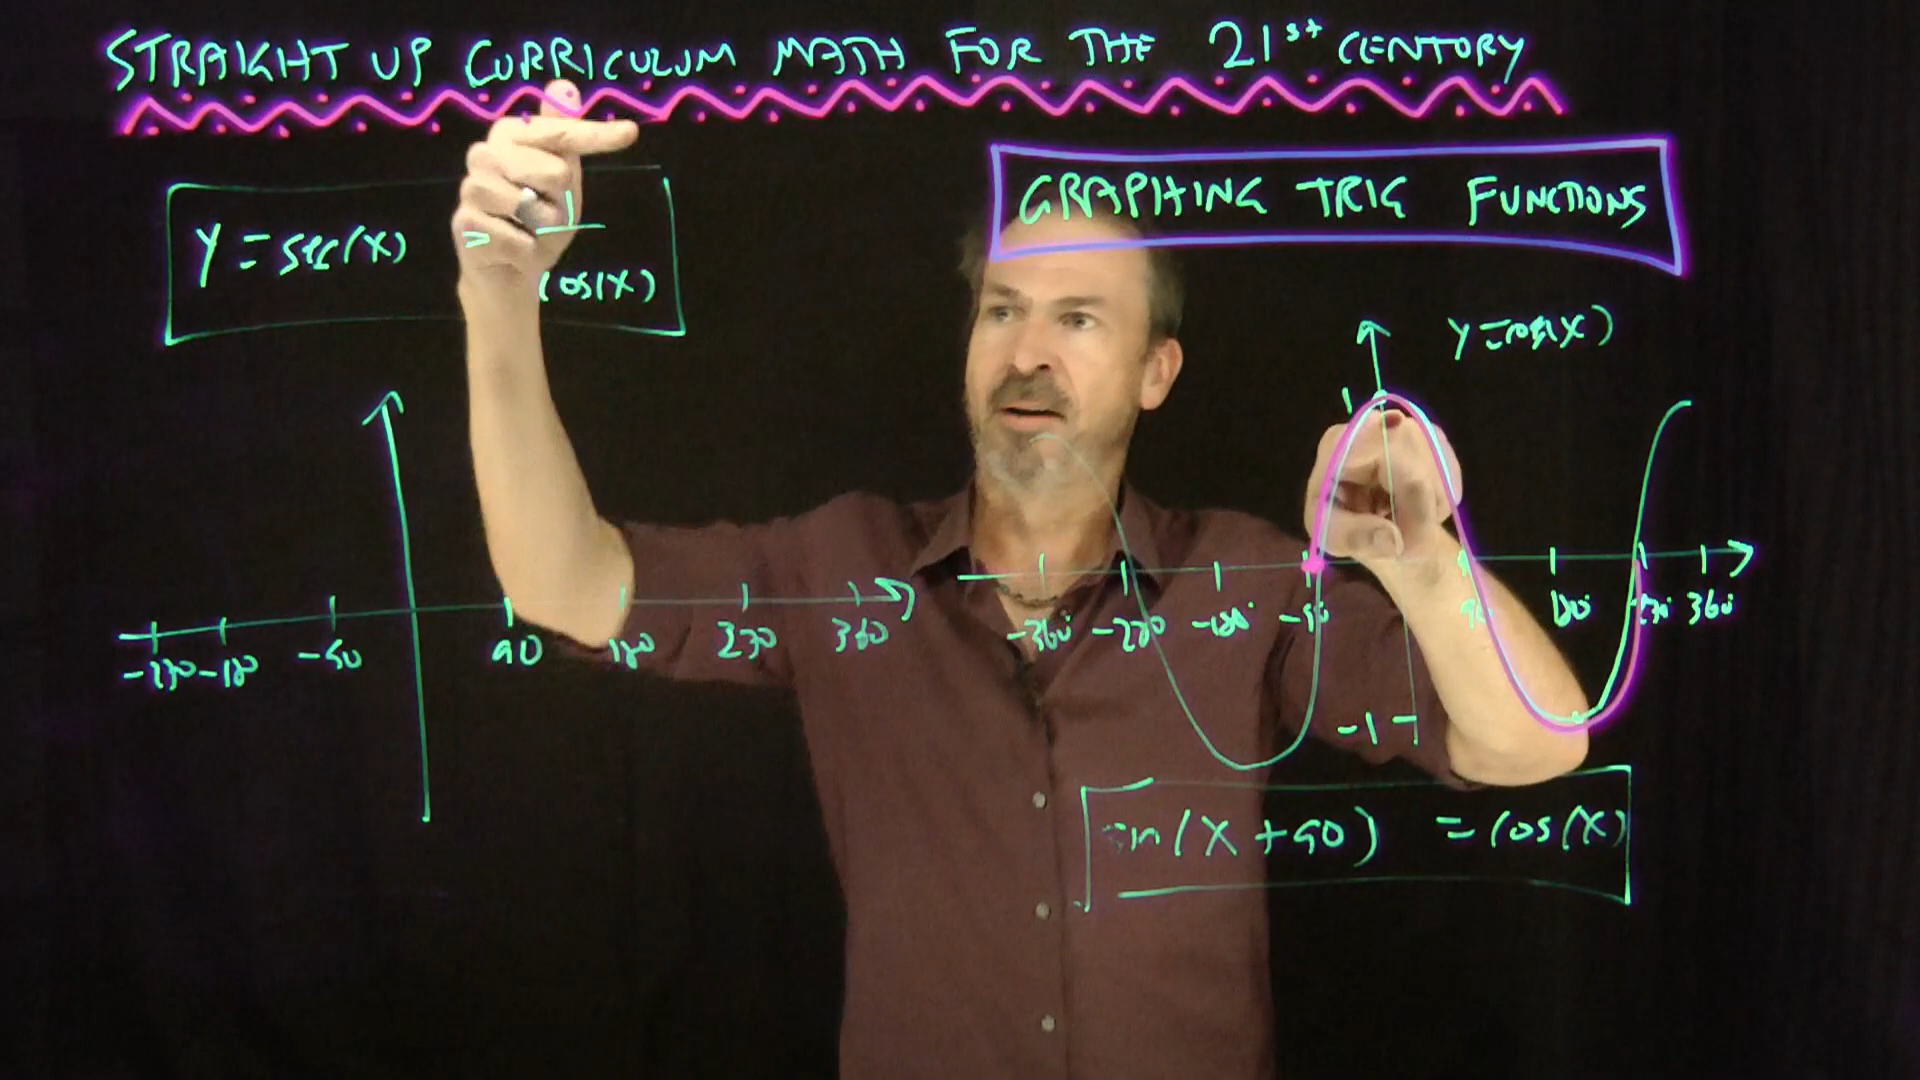 STRAIGHT UP CURRICULUM MATH FOR THE 21st CENTURY
GRAPHING TRIG FUNCTIONS
Y = sec(x) = 1
cos(x)
y = cos(x)
1
-270 -180 -90 90 180 270 360
-360° -270 -180° -90° 90 180° 270° 360°
-1
sin(x+90) = cos(x)